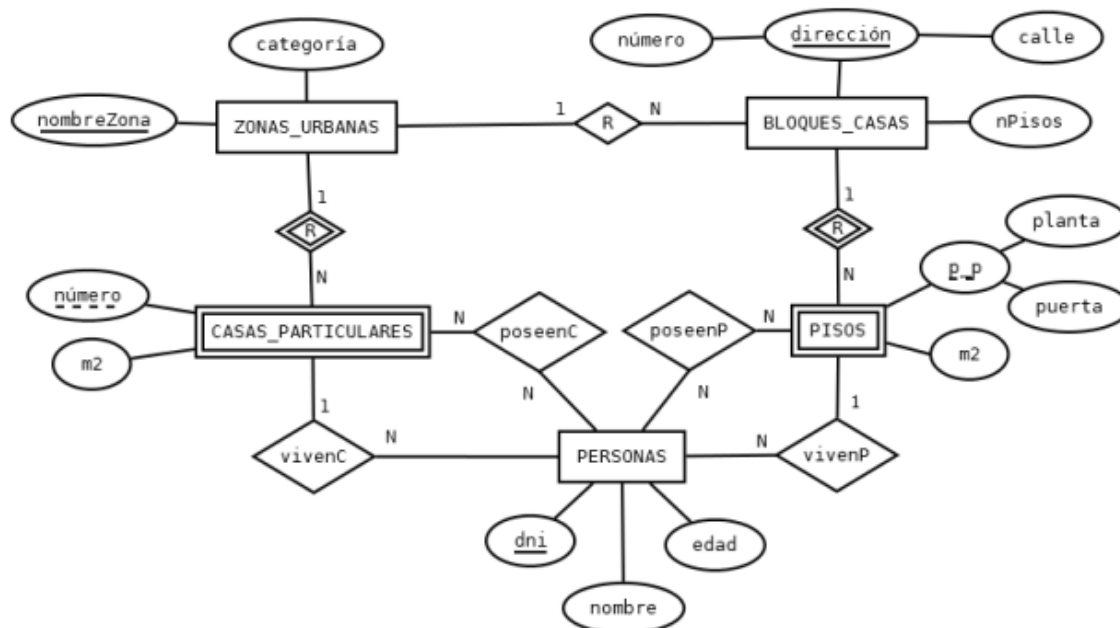 categoría
número
dirección
calle
nombreZona
ZONAS_URBANAS
1
R
N
BLOQUES_CASAS
nPisos
1
R
N
1
R
N
planta
p_p
puerta
número
CASAS_PARTICULARES
N
poseenC
poseenP
N
PISOS
m2
m2
N
N
1
1
vivenC
N
PERSONAS
N
vivenP
dni
edad
nombre